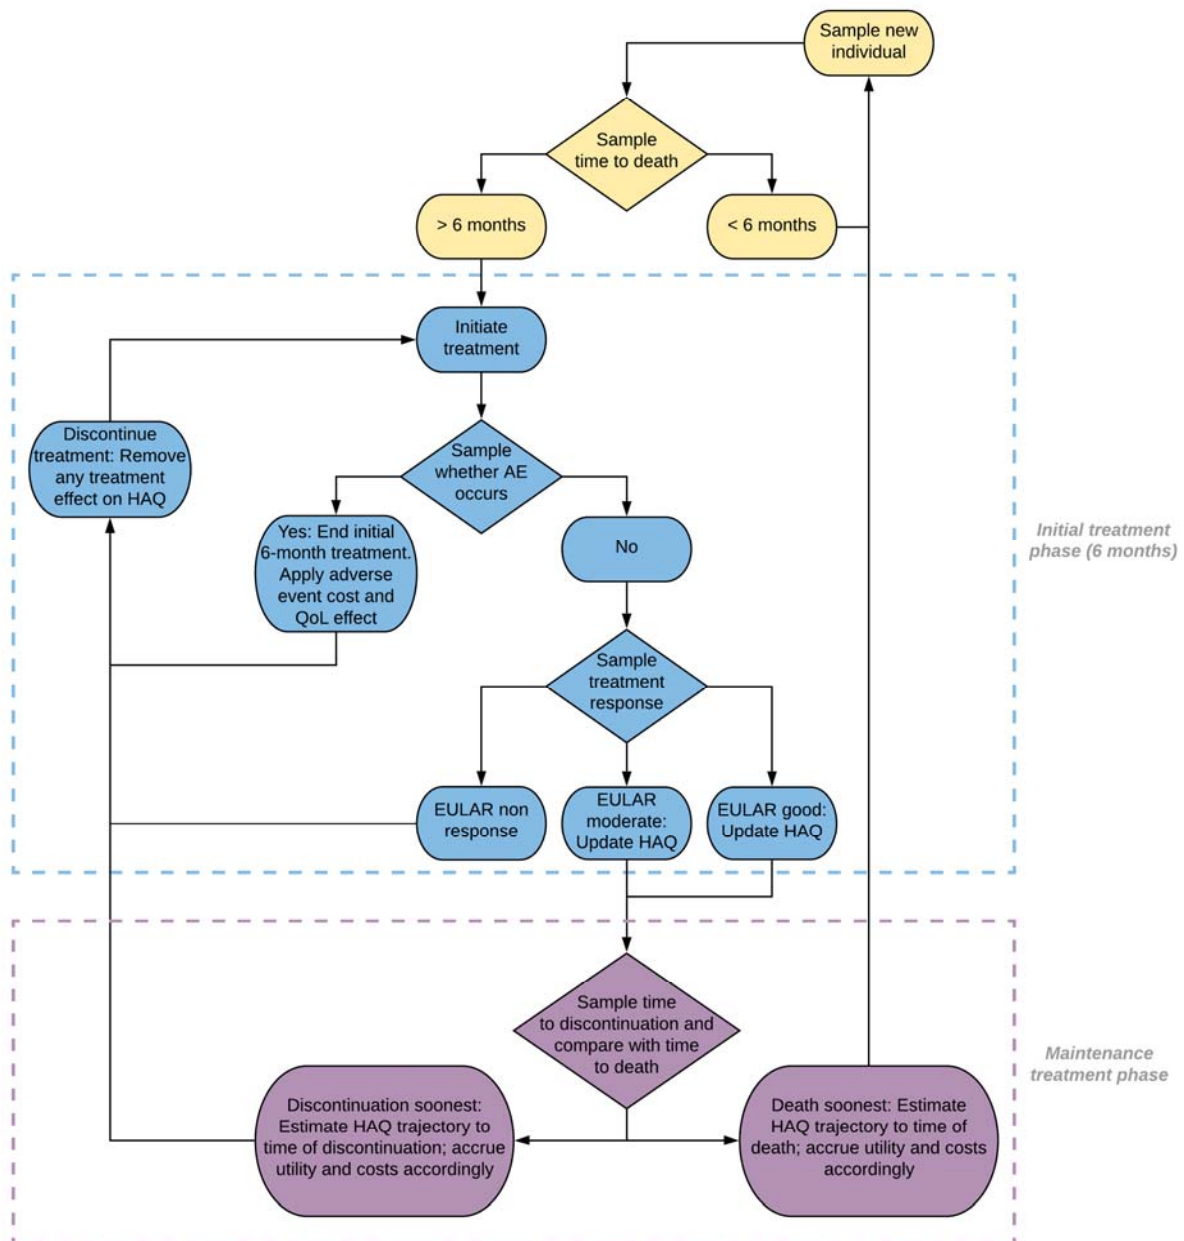 Sample new
individual
Sample
time to death
> 6 months
< 6 months
Initiate
treatment
Discontinue
treatment: Remove
any treatment
effect on HAQ
Sample
whether AE
occurs
Yes: End initial
6-month treatment.
Apply adverse
event cost and
QoL effect
No
Initial treatment
phase (6 months)
Sample
treatment
response
EULAR non
response
EULAR
moderate:
Update HAQ
EULAR good:
Update HAQ
Sample time
to discontinuation and
compare with time
to death
Maintenance
treatment phase
Discontinuation soonest:
Estimate HAQ trajectory to
time of discontinuation; accrue
utility and costs accordingly
Death soonest: Estimate
HAQ trajectory to time of
death; accrue utility and costs
accordingly